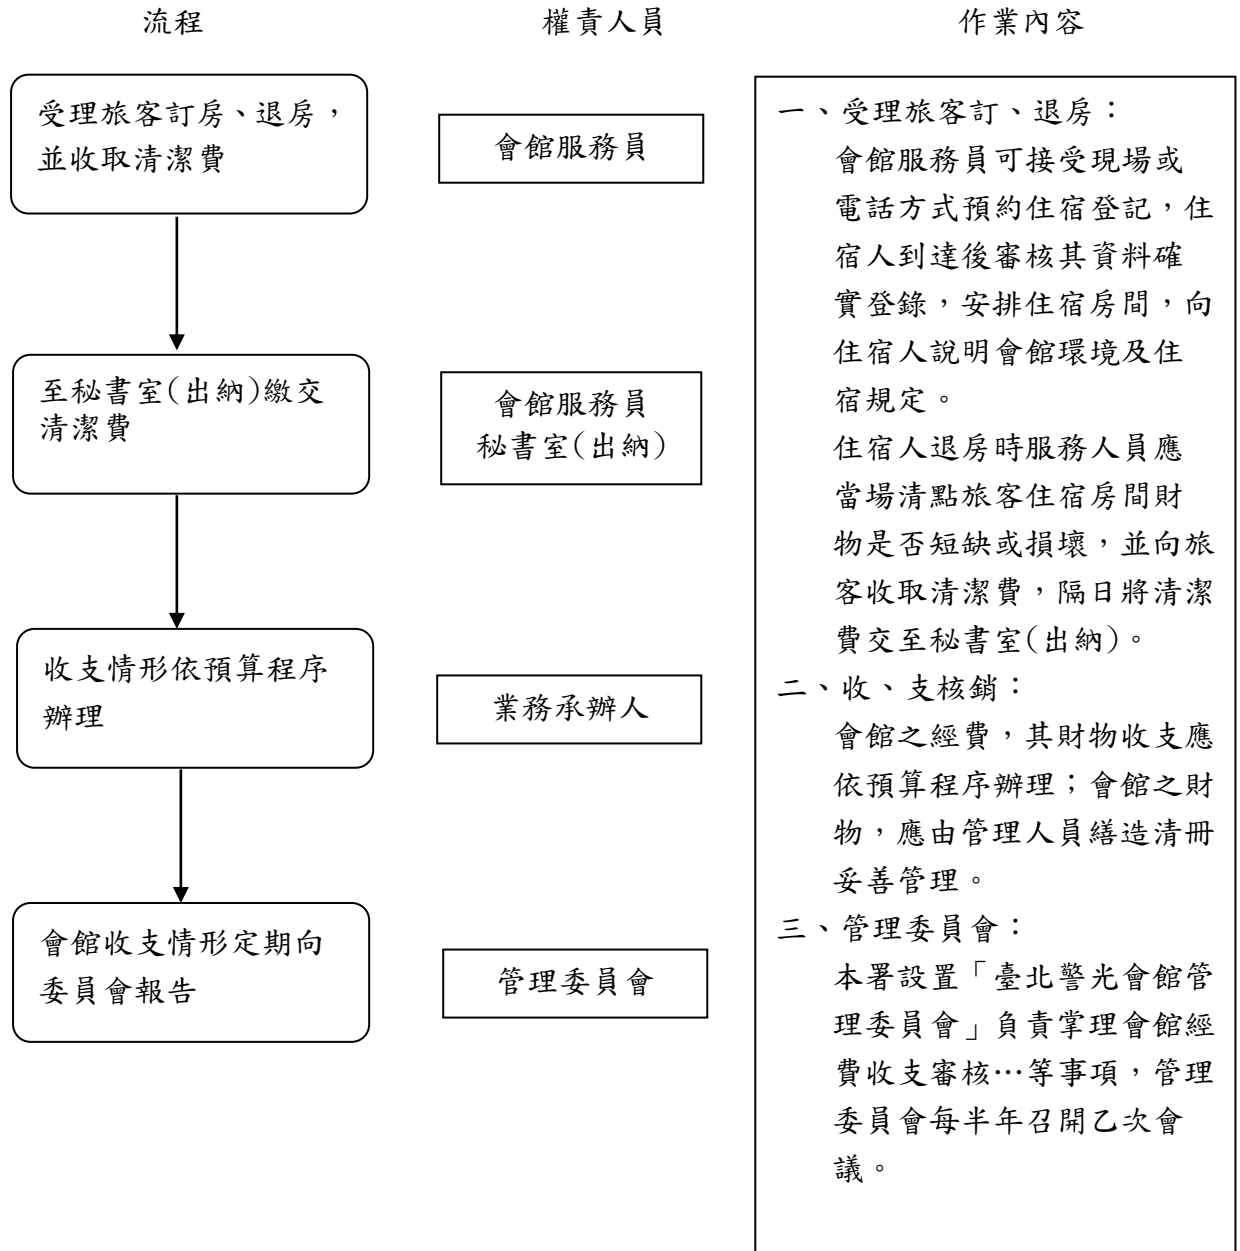 流程
權責人員
作業內容
受理旅客訂房、退房，
並收取清潔費
會館服務員
至秘書室(出納)繳交
清潔費
會館服務員
秘書室(出納)
收支情形依預算程序
辦理
業務承辦人
會館收支情形定期向
委員會報告
管理委員會
一、受理旅客訂、退房：
會館服務員可接受現場或
電話方式預約住宿登記，住
宿人到達後審核其資料確
實登錄，安排住宿房間，向
住宿人說明會館環境及住
宿規定。
住宿人退房時服務人員應
當場清點旅客住宿房間財
物是否短缺或損壞，並向旅
客收取清潔費，隔日將清潔
費交至秘書室(出納)。
二、收、支核銷：
會館之經費，其財物收支應
依預算程序辦理；會館之財
物，應由管理人員繕造清冊
妥善管理。
三、管理委員會：
本署設置「臺北警光會館管
理委員會」負責掌理會館經
費收支審核…等事項，管理
委員會每半年召開乙次會
議。